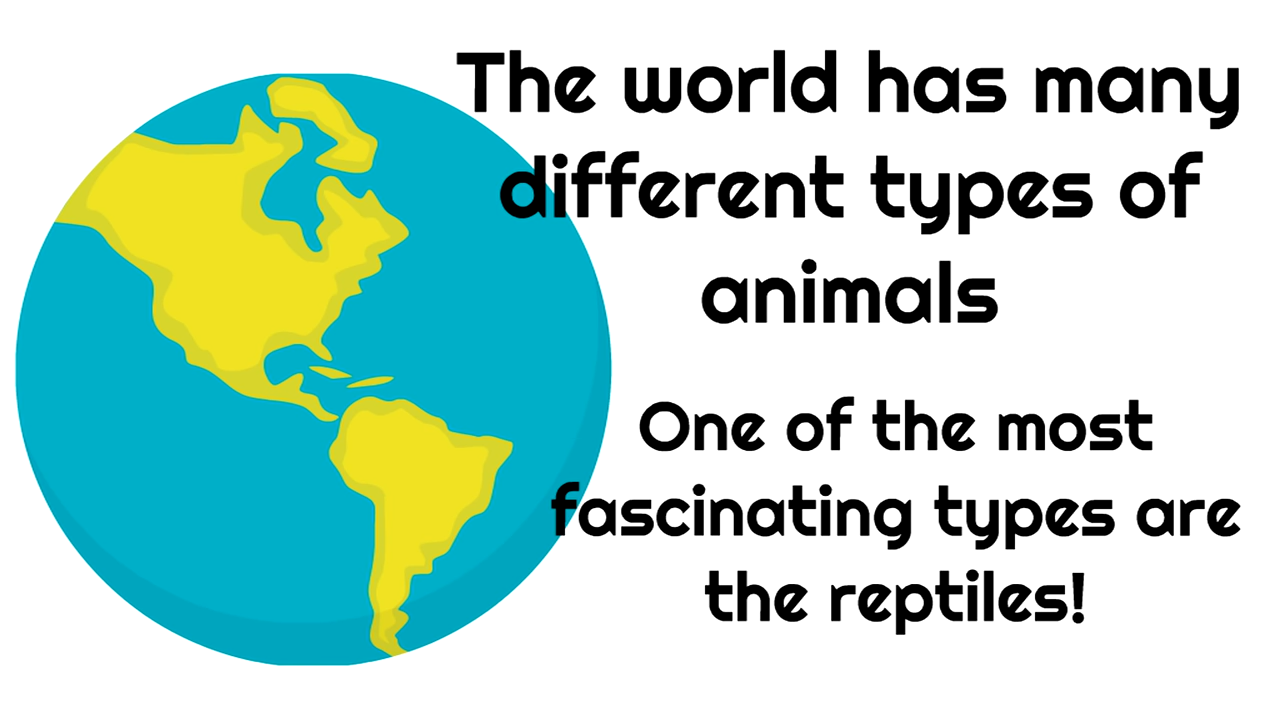 The world has many
different types of
animals
One of the most
fascinating types are
the reptiles!